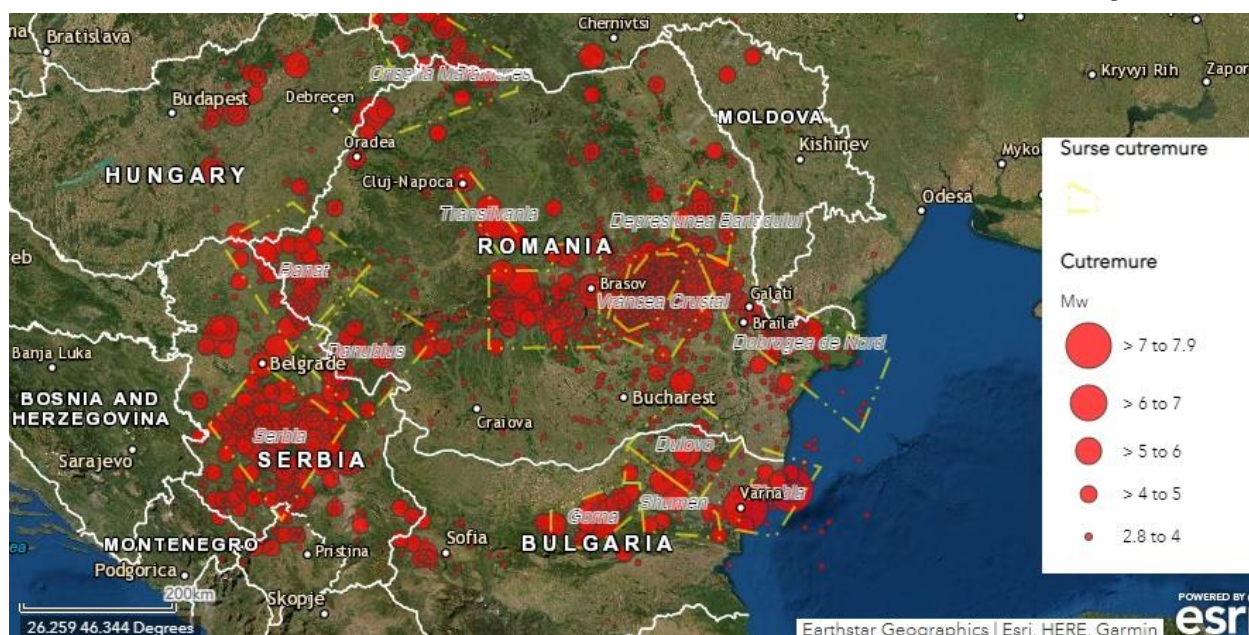 Chernivtsi
Bratislava
Kryvyi Rih
Zapor
Crisana Maramures
Budapest
Debrecen
MOLDOVA
Oradea
Kishinev
Myko
Surse cutremure
HUNGARY
Cluj-Napoca
Odesa
Transilvania
Depresiunea Barladului
ROMANIA
Banat
Cutremure
Brasov
Vrancea Crustal
Galati
Mw
Braila
Danubius
Dobrogea de Nord
> 7 to 7.9
Banja Luka
Belgrade
BOSNIA AND
HERZEGOVINA
Bucharest
> 6 to 7
Craiova
Serbia
Dulovo
> 5 to 6
Sarajevo
SERBIA
Shumen
Varna
> 4 to 5
Gorna
MONTENEGRO
Pristina
Sofia
BULGARIA
2.8 to 4
Podgorica
200km
Skopje
POWERED BY
esri
26.259 46.344 Degrees
Earthstar Geographics | Esri, HERE, Garmin